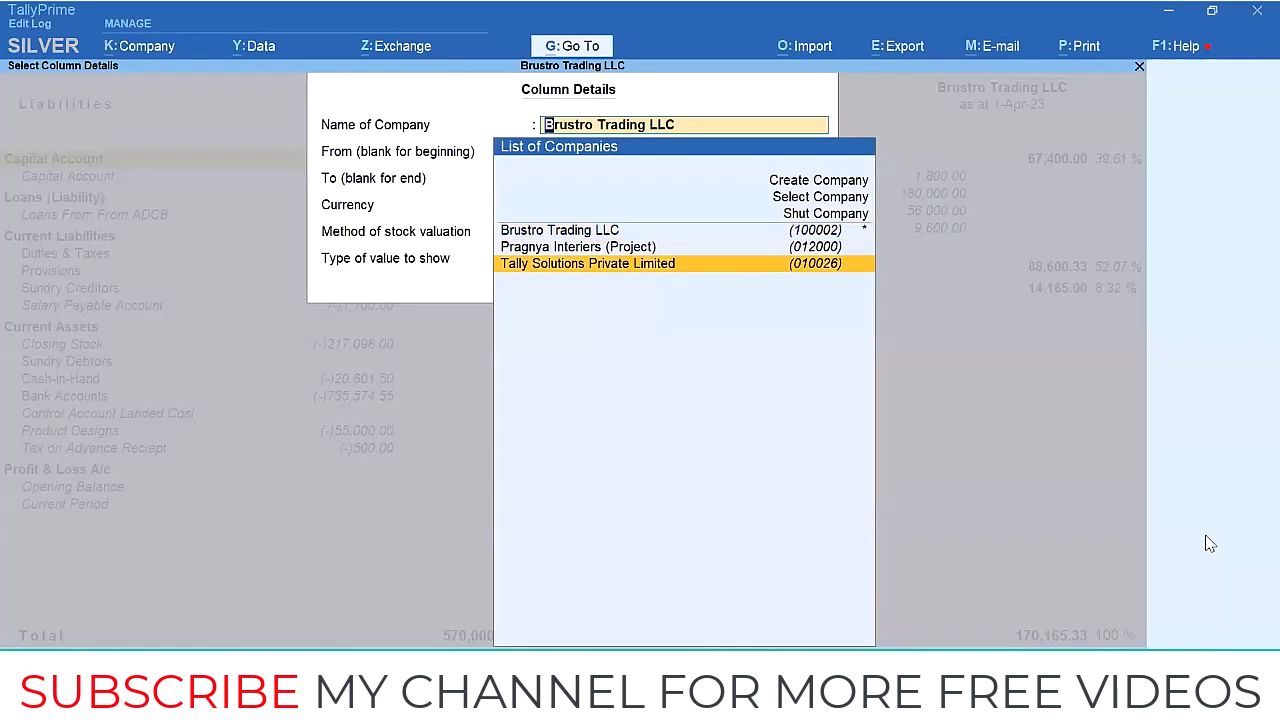 TallyPrime
Edit Log
MANAGE
SILVER K:Company Y:Data Z:Exchange G:Go To O:Import E:Export M:E-mail P:Print F1:Help
Select Column Details Brustro Trading LLC
Column Details
Liabilities
Brustro Trading LLC
as at 1-Apr-23
Name of Company : Brustro Trading LLC
From (blank for beginning)
To (blank for end)
Currency
Method of stock valuation
Type of value to show
List of Companies
Create Company
Select Company
Shut Company
Brustro Trading LLC (100002) *
Pragnya Interiers (Project) (012000)
Tally Solutions Private Limited (010026)
Capital Account 67,400.00 39.61 %
Capital Account 1,800.00
Loans (Liability) 180,000.00
Loans From From ADCB 56,000.00
Current Liabilities 9,600.00
Duties & Taxes
Provisions 88,600.33 52.07 %
Sundry Creditors 14,165.00 8.32 %
Salary Payable Account (-)1,100.00
Current Assets
Closing Stock (-)217,098.00
Sundry Debtors
Cash-in-Hand (-)20,601.50
Bank Accounts (-)735,574.55
Control Account Landed Cost
Product Designs (-)55,000.00
Tax on Advance Reciept (-)500.00
Profit & Loss A/c
Opening Balance
Current Period
Total 570,000 170,165.33 100 %
SUBSCRIBE MY CHANNEL FOR MORE FREE VIDEOS